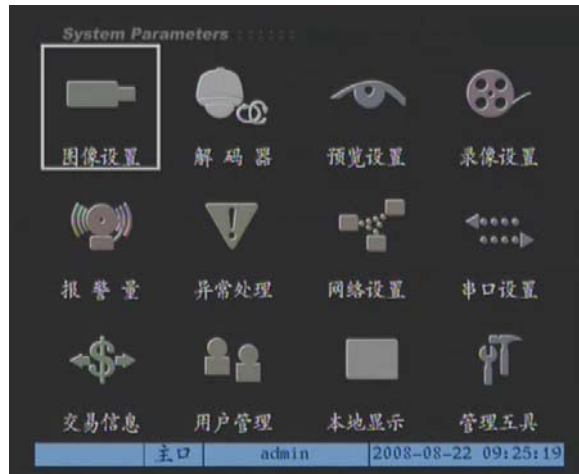 System Parameters ::::::
图像设置 解码器 预览设置 录像设置
报警量 异常处理 网络设置 串口设置
交易信息 用户管理 本地显示 管理工具
主口 admin 2008-08-22 09:25:19